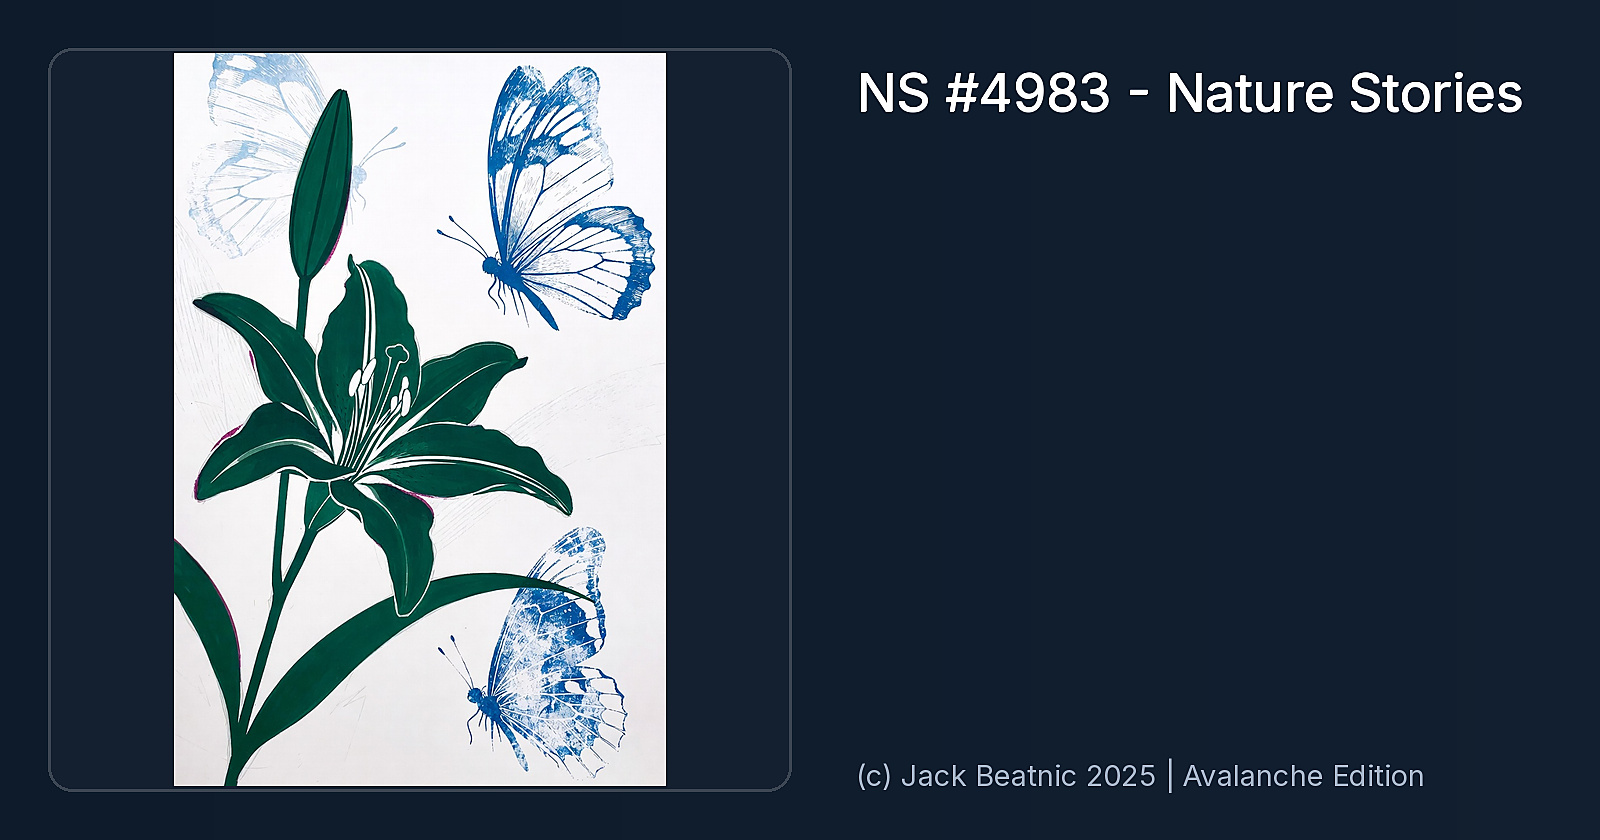 NS #4983 - Nature Stories
(c) Jack Beatnic 2025 | Avalanche Edition